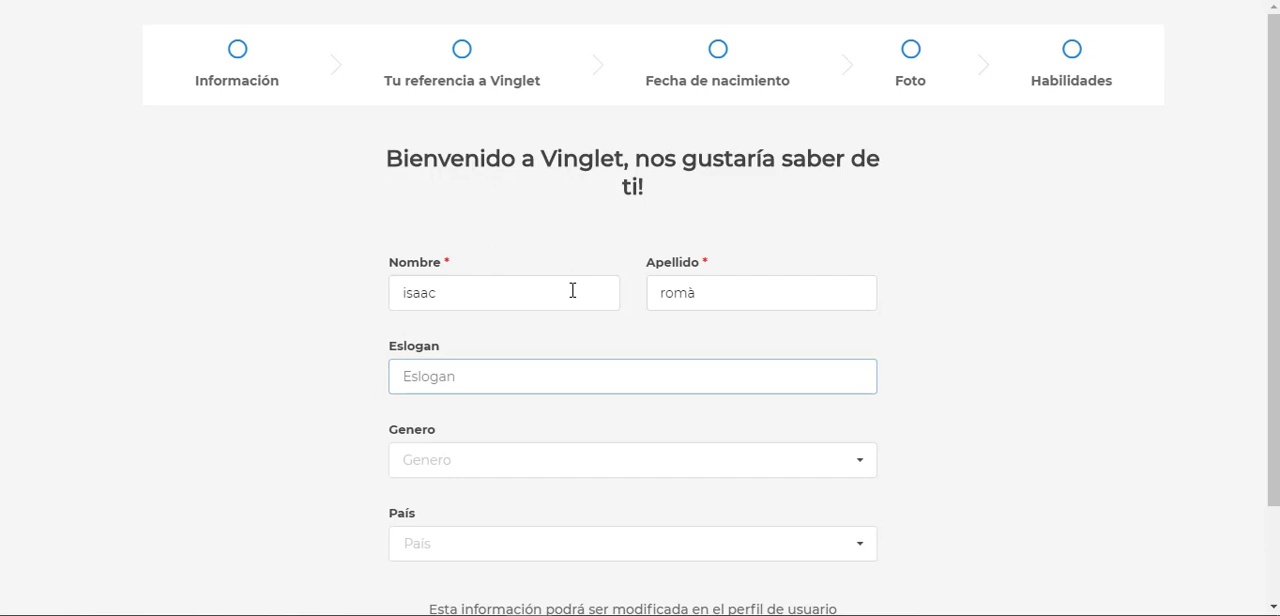 Información
Tu referencia a Vinglet
Fecha de nacimiento
Foto
Habilidades
Bienvenido a Vinglet, nos gustaría saber de
ti!
Nombre *
Apellido *
isaac
romà
Eslogan
Eslogan
Genero
Genero
País
País
Esta información podrá ser modificada en el perfil de usuario